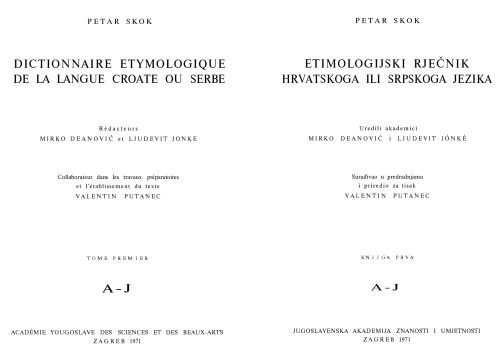 PETAR SKOK
DICTIONNAIRE ETYMOLOGIQUE
DE LA LANGUE CROATE OU SERBE
Rédacteurs
MIRKO DEANOVIĆ et LJUDEVIT JONKE
Collaborateur dans les travaux préparatoires
et l'établissement du texte
VALENTIN PUTANEC
TOME PREMIER
A - J
ACADÉMIE YOUGOSLAVE DES SCIENCES ET DES BEAUX-ARTS
ZAGREB 1971
PETAR SKOK
ETIMOLOGIJSKI RJEČNIK
HRVATSKOGA ILI SRPSKOGA JEZIKA
Uredili akademici
MIRKO DEANOVIĆ i LJUDEVIT JÓNKÉ
Surađivao u predradnjama
i priredio za tisak
VALENTIN PUTANEC
KNJIGA PRVA
A - J
JUGOSLAVENSKA AKADEMIJA ZNANOSTI I UMJETNOSTI
ZAGREB 1971